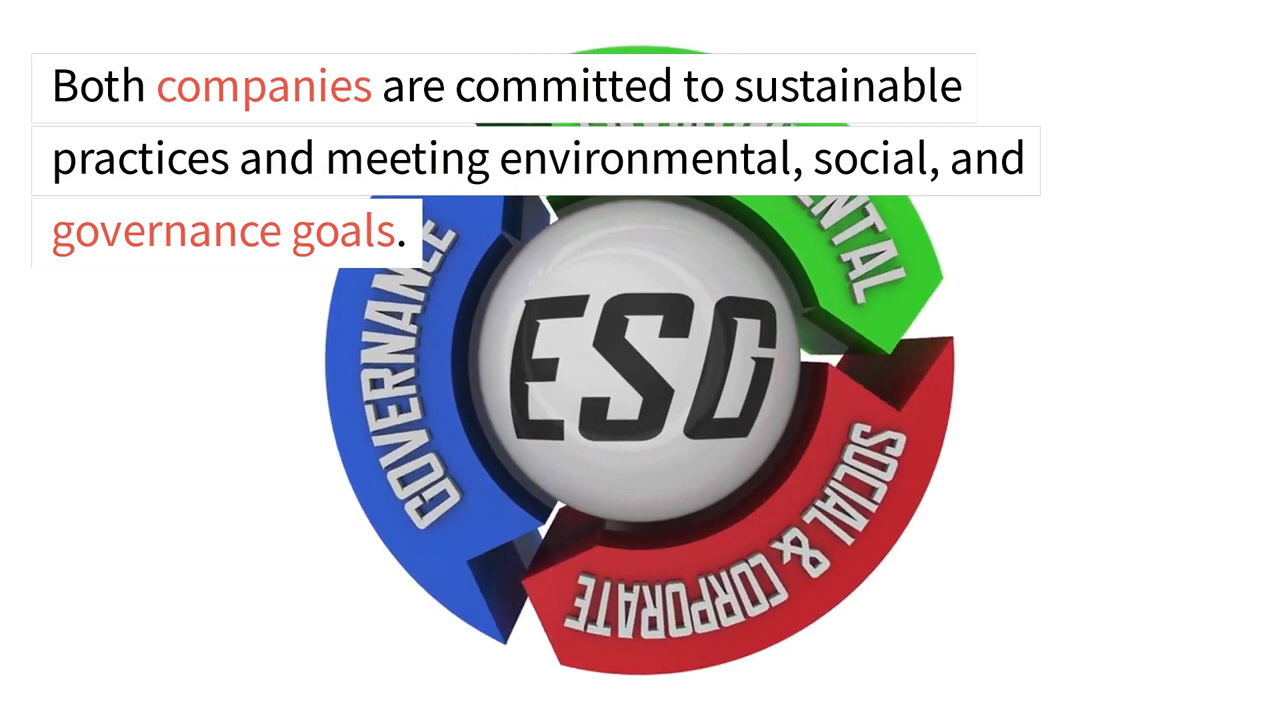 Both companies are committed to sustainable
practices and meeting environmental, social, and
governance goals.
GOVERNANCE
ESG
SOCIAL & CORPORATE